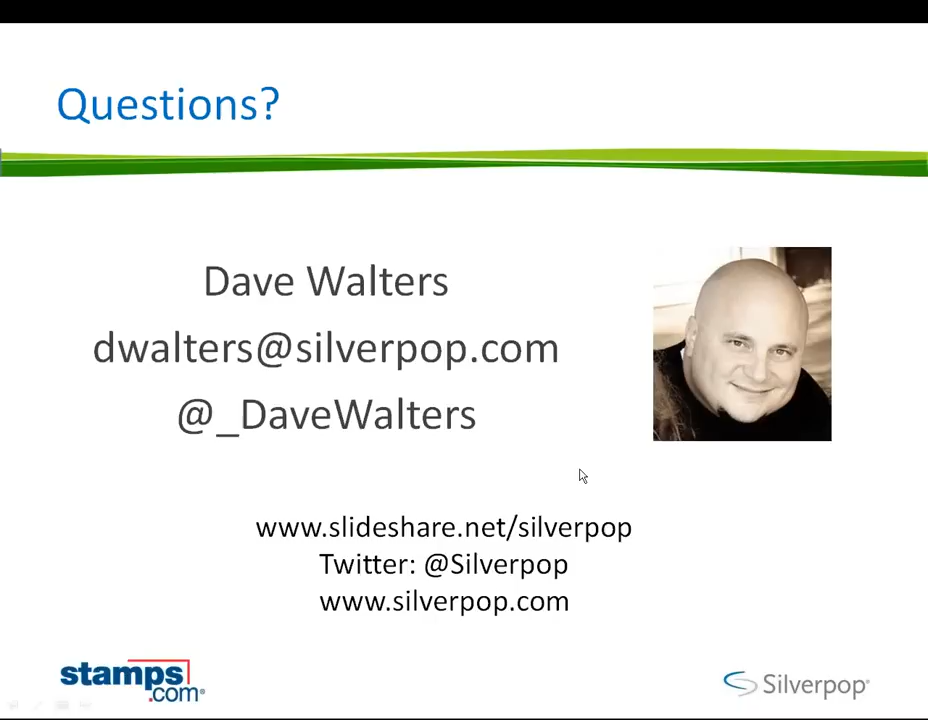 Questions?
Dave Walters
dwalters@silverpop.com
@_DaveWalters
www.slideshare.net/silverpop
Twitter: @Silverpop
www.silverpop.com
stamps
.com®
Silverpop®